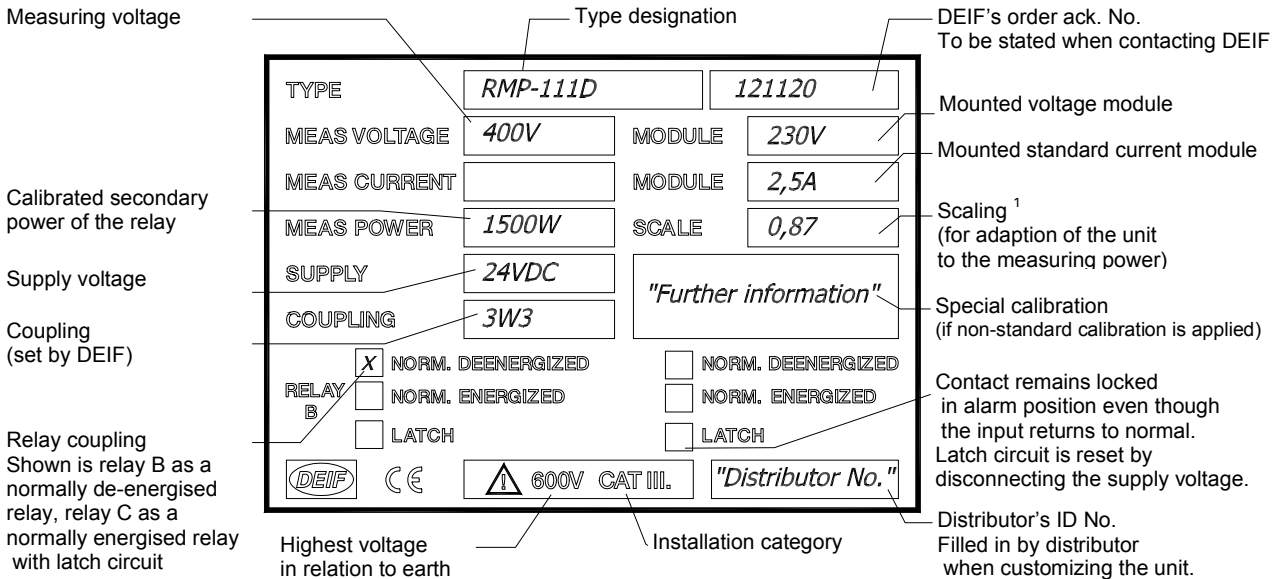 Measuring voltage
Type designation
DEIF's order ack. No.
To be stated when contacting DEIF
TYPE
RMP-111D
121120
MEAS VOLTAGE
400V
MODULE
230V
Mounted voltage module
MEAS CURRENT
MODULE
2,5A
Mounted standard current module
Calibrated secondary
power of the relay
MEAS POWER
1500W
SCALE
0,87
Scaling 1
(for adaption of the unit
to the measuring power)
Supply voltage
SUPPLY
24VDC
"Further information"
Special calibration
(if non-standard calibration is applied)
Coupling
(set by DEIF)
COUPLING
3W3
RELAY
B
X NORM. DEENERGIZED
NORM. ENERGIZED
LATCH
NORM. DEENERGIZED
NORM. ENERGIZED
LATCH
Contact remains locked
in alarm position even though
the input returns to normal.
Latch circuit is reset by
disconnecting the supply voltage.
Relay coupling
Shown is relay B as a
normally de-energised
relay, relay C as a
normally energised relay
with latch circuit
DEIF
CE
600V CAT III.
"Distributor No."
Highest voltage
in relation to earth
Installation category
Distributor's ID No.
Filled in by distributor
when customizing the unit.